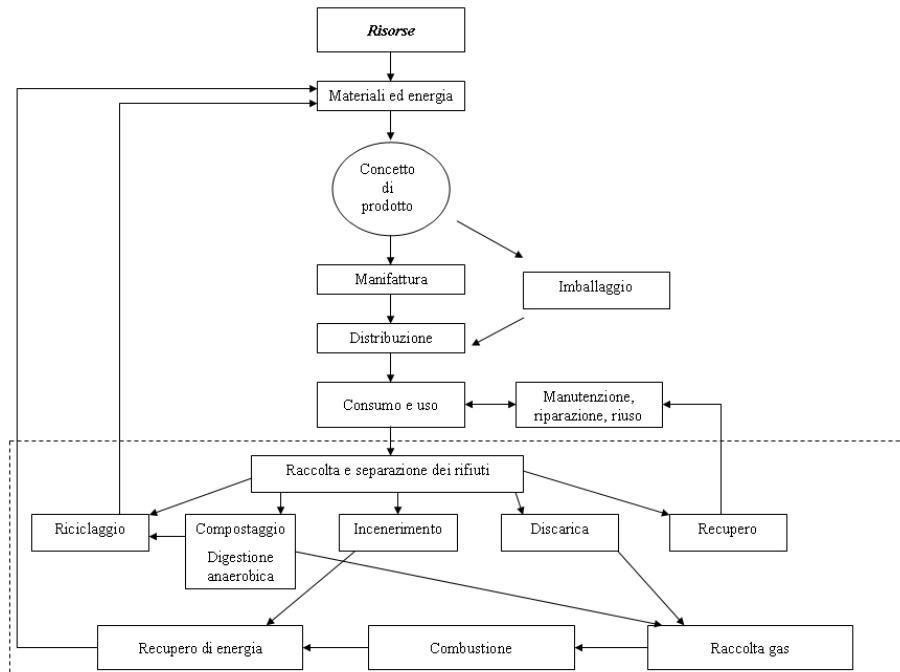 Risorse
Materiali ed energia
Concetto
di
prodotto
Manifattura
Imballaggio
Distribuzione
Consumo e uso
Manutenzione,
riparazione, riuso
Raccolta e separazione dei rifiuti
Riciclaggio
Compostaggio
Digestione
anaerobica
Incenerimento
Discarica
Recupero
Recupero di energia
Combustione
Raccolta gas